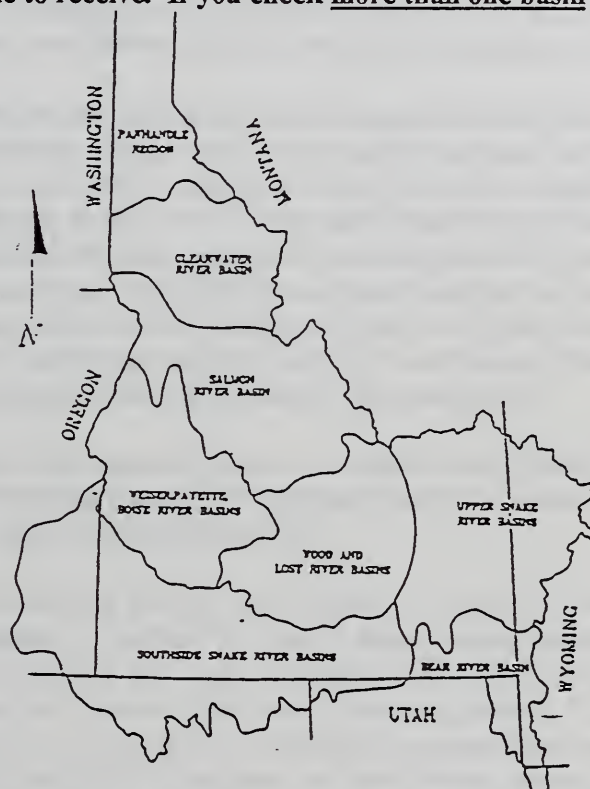 to receive. If you check more than one basin
WASHINGTON
PANHANDLE
REGION
MONTANA
CLEARWATER
RIVER BASIN
N
OREGON
SALMON
RIVER BASIN
WEISER, PAYETTE,
BOISE RIVER BASINS
UPPER SNAKE
RIVER BASINS
WOOD AND
LOST RIVER BASINS
WYOMING
SOUTHSIDE SNAKE RIVER BASINS
BEAR RIVER BASIN
UTAH